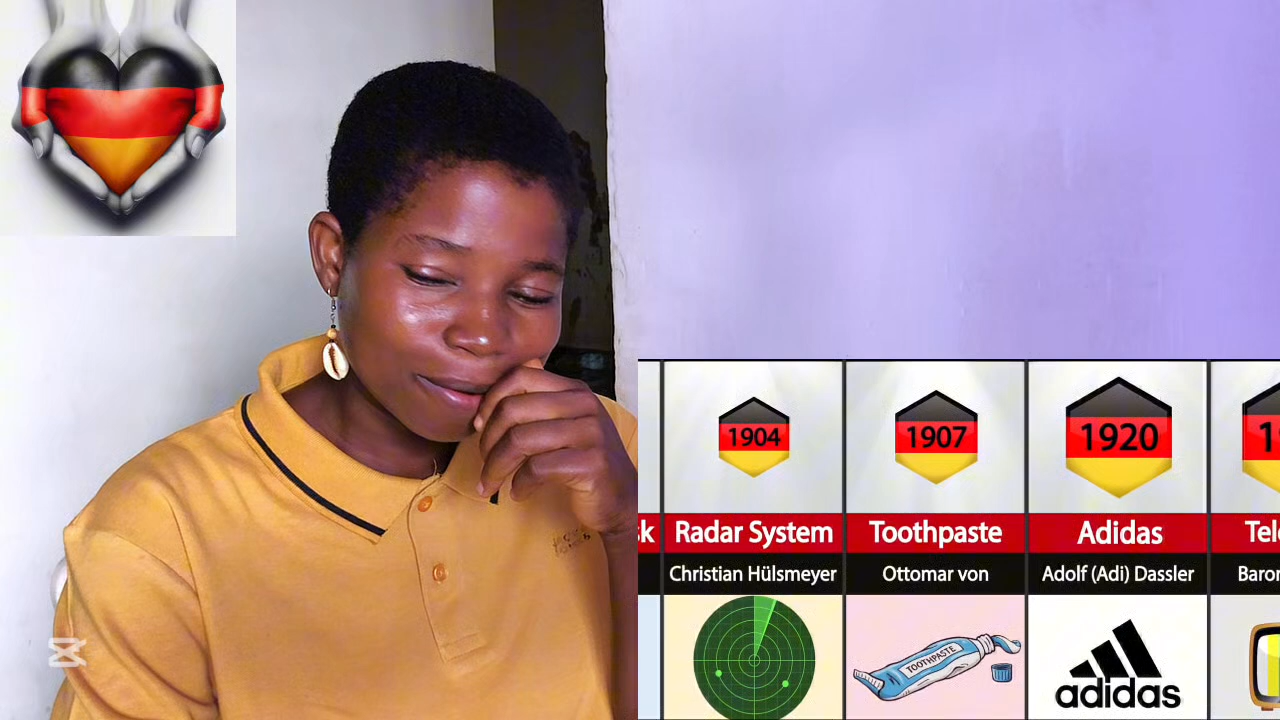 1904
1907
1920
Radar System
Toothpaste
Adidas
Christian Hülsmeyer
Ottomar von
Adolf (Adi) Dassler
TOOTHPASTE
adidas